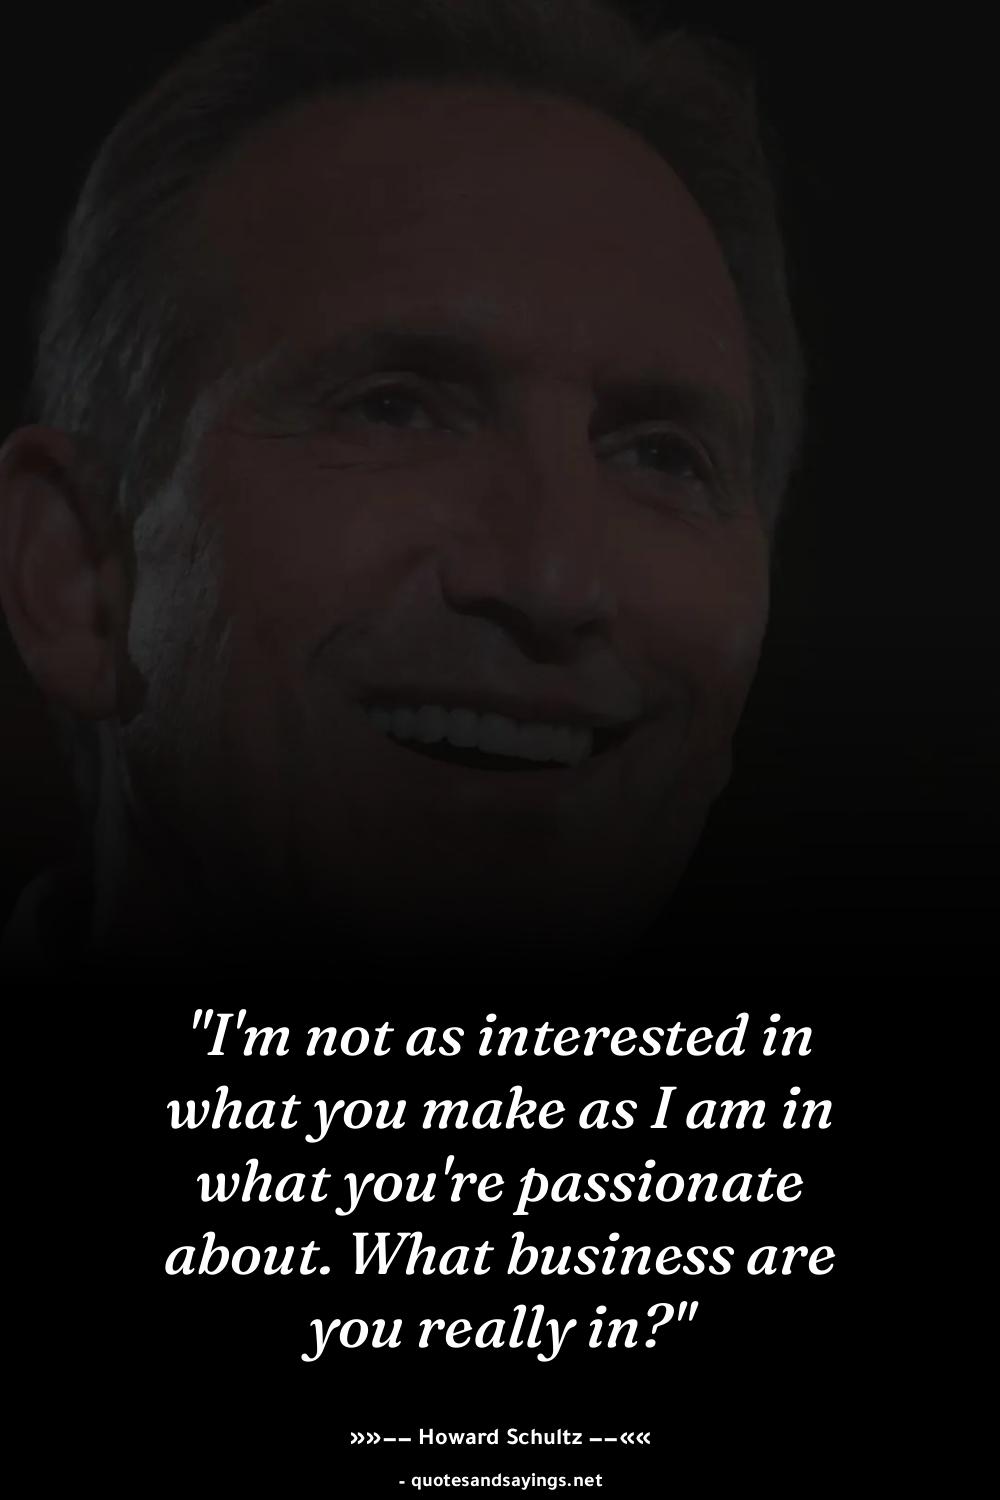 "I'm not as interested in
what you make as I am in
what you're passionate
about. What business are
you really in?"
»»–– Howard Schultz ––««
- quotesandsayings.net